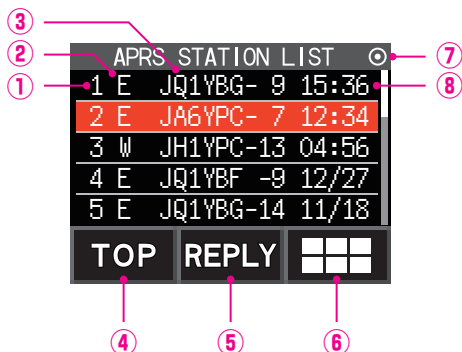 ③
②
①
APRS STATION LIST
⑦
1 E JQ1YBG- 9 15:36
⑧
2 E JA6YPC- 7 12:34
3 W JH1YPC-13 04:56
4 E JQ1YBF -9 12/27
5 E JQ1YBG-14 11/18
TOP REPLY
④ ⑤ ⑥